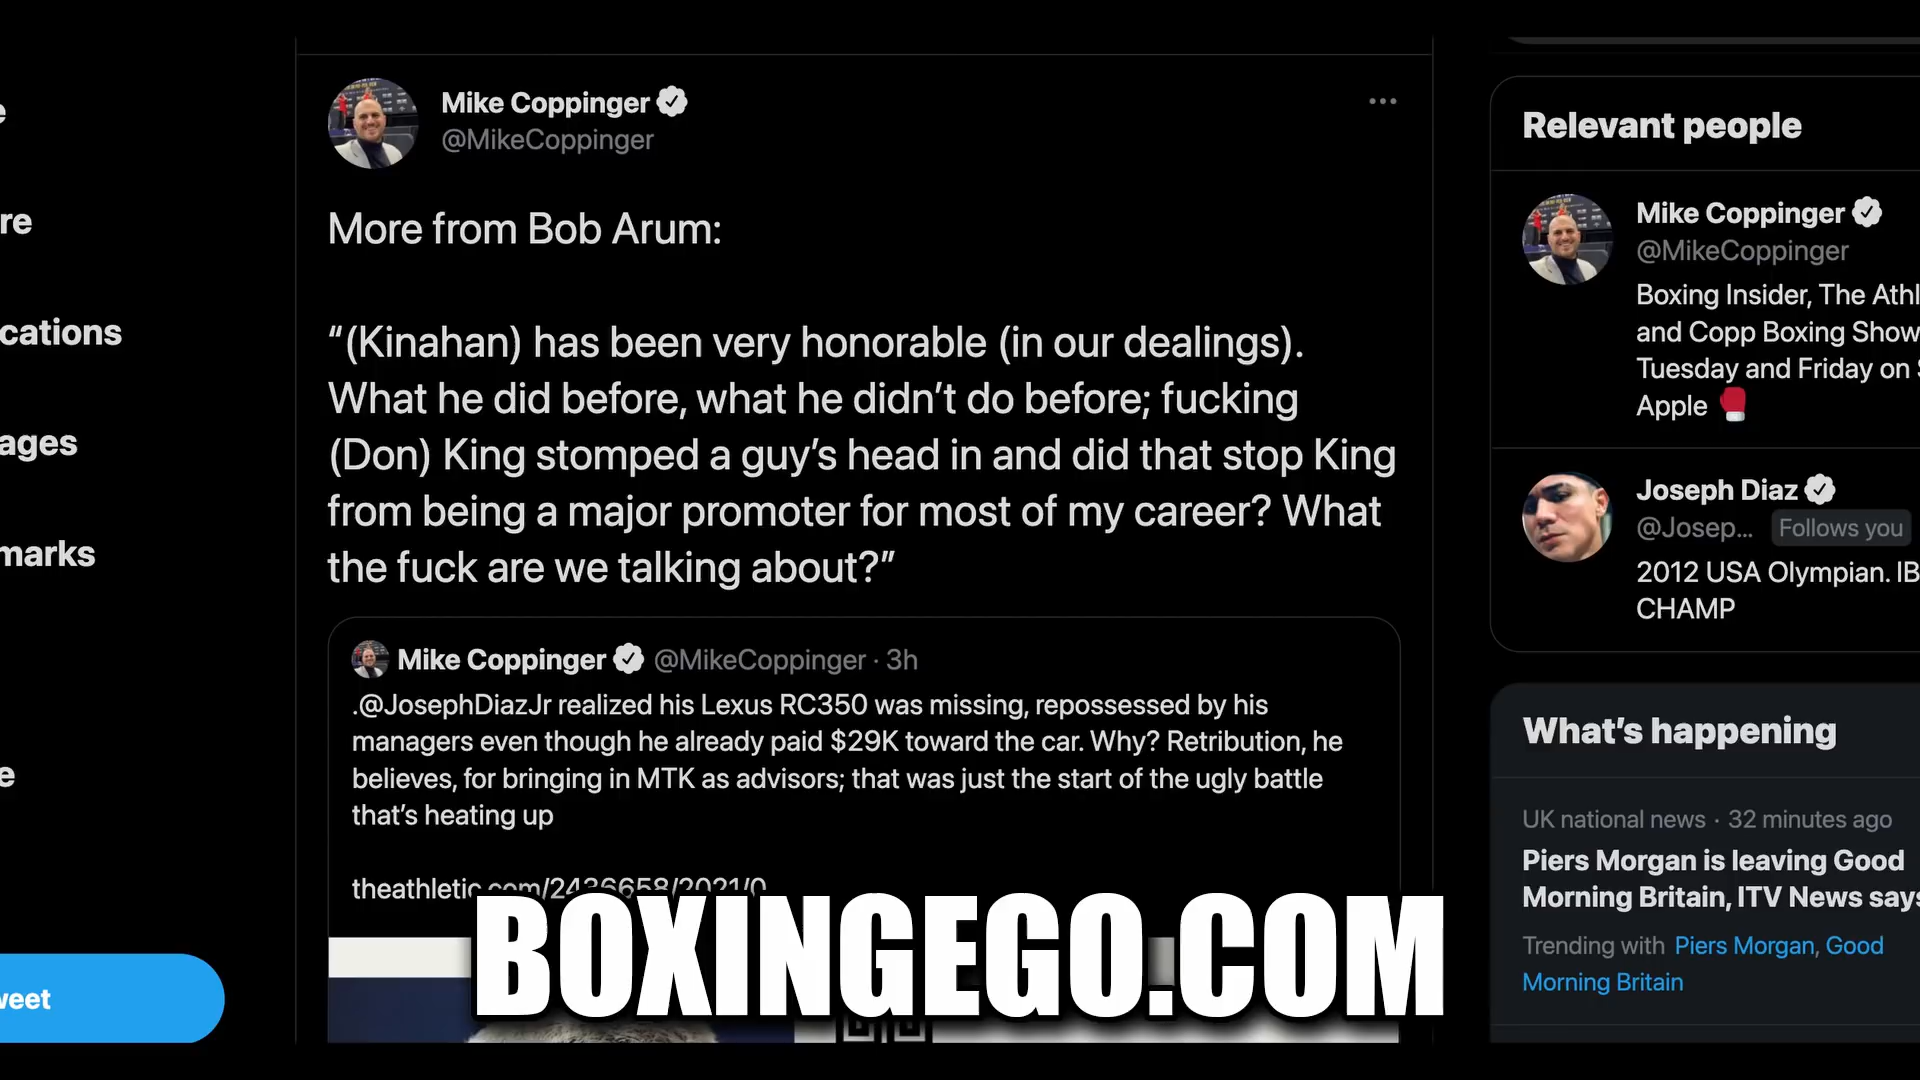 e
re
cations
ages
marks
e
weet
Mike Coppinger
@MikeCoppinger
More from Bob Arum:
“(Kinahan) has been very honorable (in our dealings).
What he did before, what he didn’t do before; fucking
(Don) King stomped a guy’s head in and did that stop King
from being a major promoter for most of my career? What
the fuck are we talking about?”
Mike Coppinger @MikeCoppinger · 3h
.@JosephDiazJr realized his Lexus RC350 was missing, repossessed by his
managers even though he already paid $29K toward the car. Why? Retribution, he
believes, for bringing in MTK as advisors; that was just the start of the ugly battle
that’s heating up
theathletic.com/2436658/2021/0
BOXINGEGO.COM
Relevant people
Mike Coppinger
@MikeCoppinger
Boxing Insider, The Athl
and Copp Boxing Show
Tuesday and Friday on S
Apple 🥊
Joseph Diaz
@Josep... Follows you
2012 USA Olympian. IB
CHAMP
What’s happening
UK national news · 32 minutes ago
Piers Morgan is leaving Good
Morning Britain, ITV News says
Trending with Piers Morgan, Good
Morning Britain